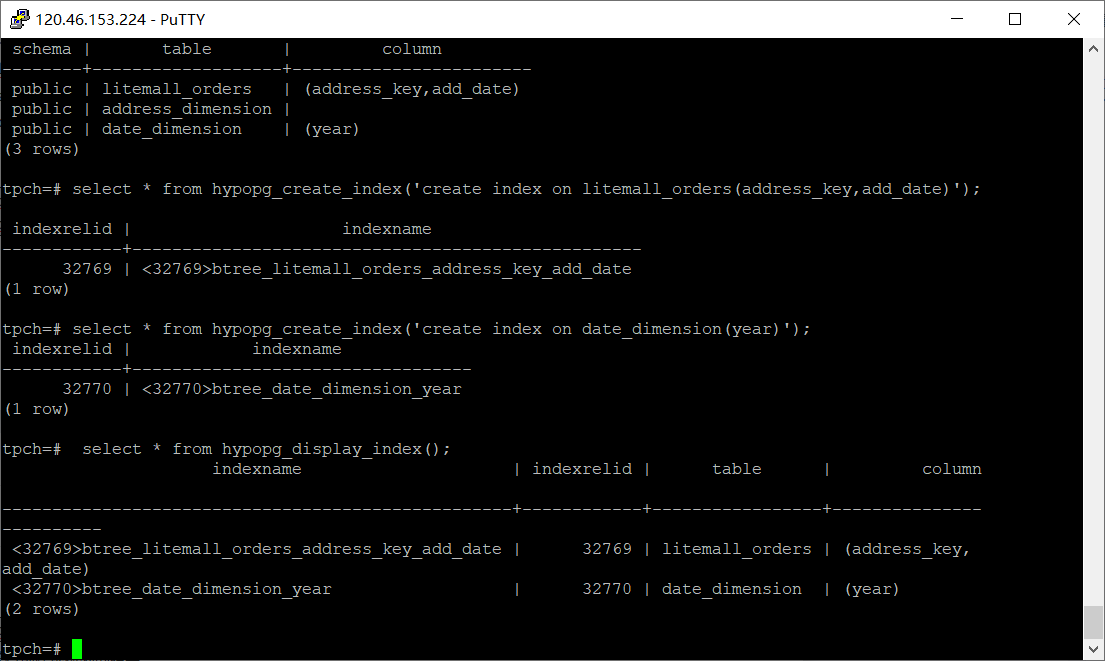 120.46.153.224 - PuTTY
 schema |       table       |         column
--------+-------------------+------------------------
 public | litemall_orders   | (address_key,add_date)
 public | address_dimension |
 public | date_dimension    | (year)
(3 rows)
tpch=# select * from hypopg_create_index('create index on litemall_orders(address_key,add_date)');
 indexrelid |                     indexname
------------+---------------------------------------------------
      32769 | <32769>btree_litemall_orders_address_key_add_date
(1 row)
tpch=# select * from hypopg_create_index('create index on date_dimension(year)');
 indexrelid |            indexname
------------+----------------------------------
      32770 | <32770>btree_date_dimension_year
(1 row)
tpch=#  select * from hypopg_display_index();
                     indexname                     | indexrelid |      table      |         column
---------------------------------------------------+------------+-----------------+---------------
----------
 <32769>btree_litemall_orders_address_key_add_date |      32769 | litemall_orders | (address_key,
add_date)
 <32770>btree_date_dimension_year                  |      32770 | date_dimension  | (year)
(2 rows)
tpch=#